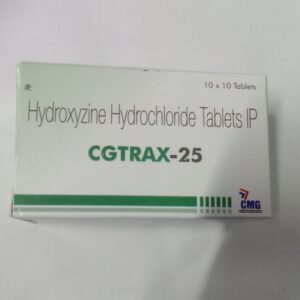 ℞
10 x 10 Tablets
Hydroxyzine Hydrochloride Tablets IP
CGTRAX-25
CMG